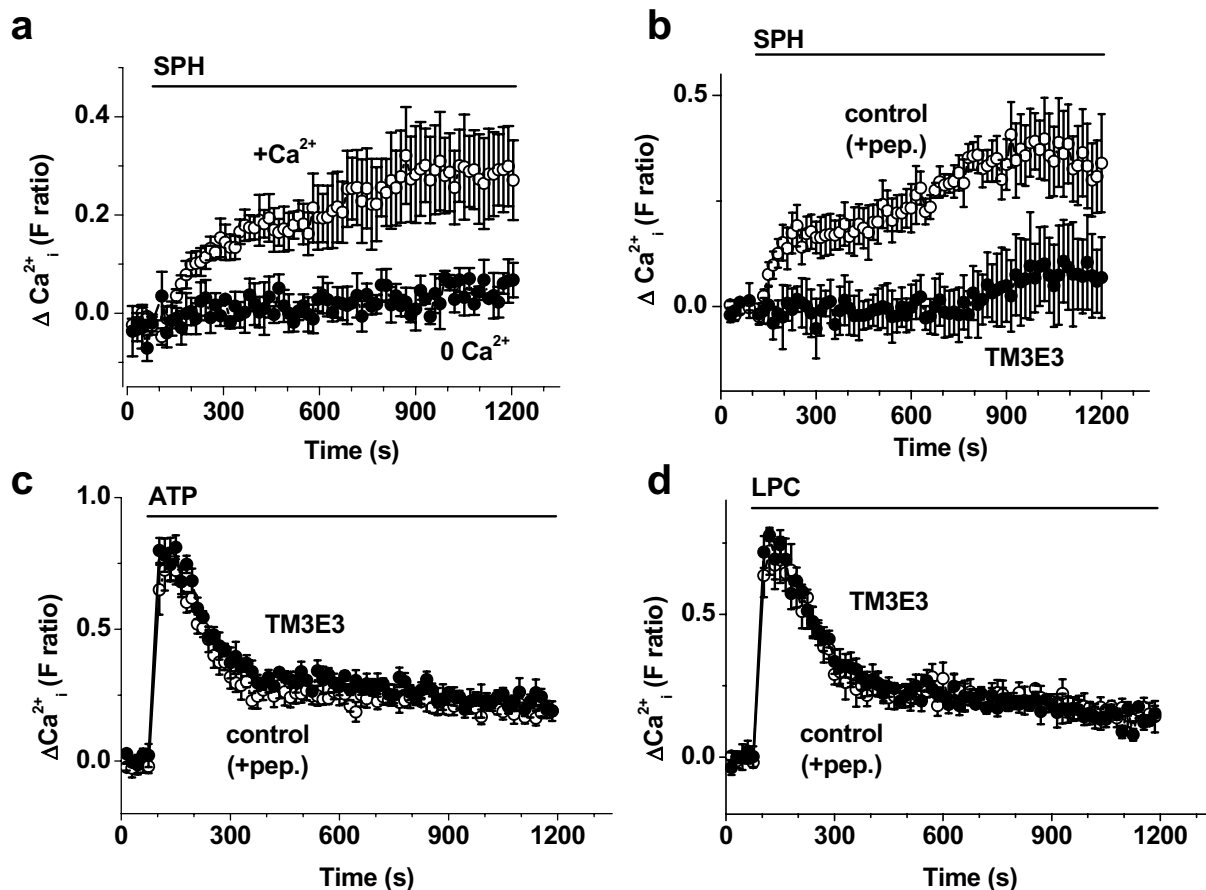 a
SPH
+Ca²⁺
0 Ca²⁺
Δ Ca²⁺ᵢ (F ratio)
0.4
0.2
0.0
0 300 600 900 1200
Time (s)
b
SPH
control
(+pep.)
TM3E3
Δ Ca²⁺ᵢ (F ratio)
0.5
0.0
0 300 600 900 1200
Time (s)
c
ATP
TM3E3
control
(+pep.)
ΔCa²⁺ᵢ (F ratio)
1.0
0.5
0.0
0 300 600 900 1200
Time (s)
d
LPC
TM3E3
control
(+pep.)
ΔCa²⁺ᵢ (F ratio)
0.5
0.0
0 300 600 900 1200
Time (s)